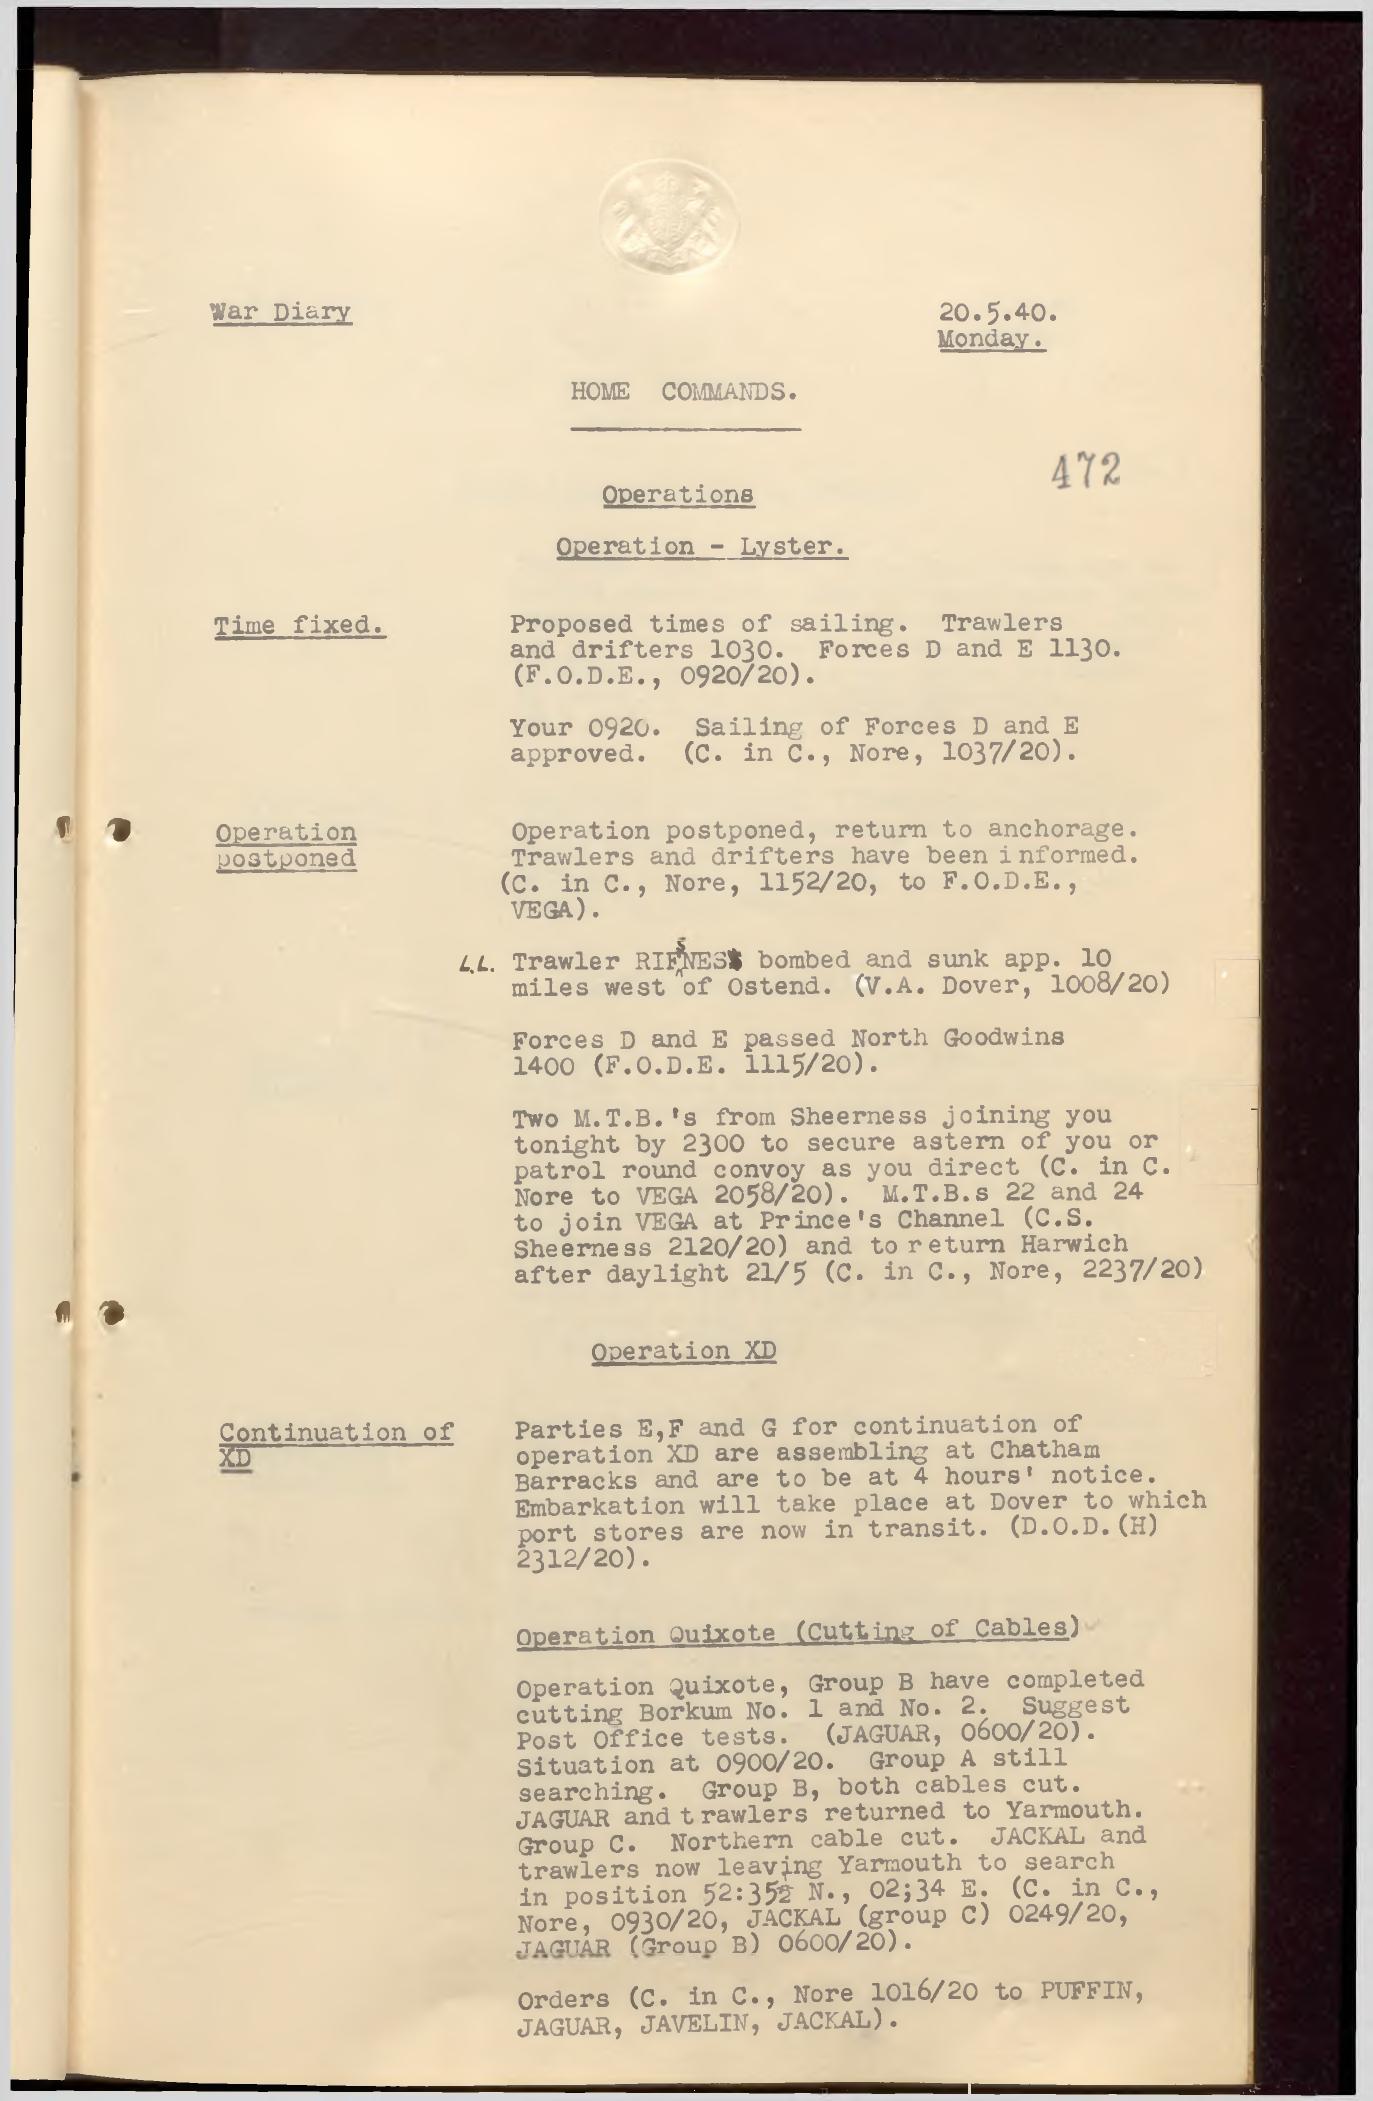 War Diary
20.5.40.
Monday.
HOME COMMANDS.
472
Operations
Operation - Lyster.
Time fixed.
Proposed times of sailing. Trawlers
and drifters 1030. Forces D and E 1130.
(F.O.D.E., 0920/20).
Your 0920. Sailing of Forces D and E
approved. (C. in C., Nore, 1037/20).
Operation
postponed
Operation postponed, return to anchorage.
Trawlers and drifters have been informed.
(C. in C., Nore, 1152/20, to F.O.D.E.,
VEGA).
L.L. Trawler RIFSNES bombed and sunk app. 10
miles west of Ostend. (V.A. Dover, 1008/20)
Forces D and E passed North Goodwins
1400 (F.O.D.E. 1115/20).
Two M.T.B.'s from Sheerness joining you
tonight by 2300 to secure astern of you or
patrol round convoy as you direct (C. in C.
Nore to VEGA 2058/20). M.T.B.s 22 and 24
to join VEGA at Prince's Channel (C.S.
Sheerness 2120/20) and to return Harwich
after daylight 21/5 (C. in C., Nore, 2237/20)
Operation XD
Continuation of
XD
Parties E,F and G for continuation of
operation XD are assembling at Chatham
Barracks and are to be at 4 hours' notice.
Embarkation will take place at Dover to which
port stores are now in transit. (D.O.D.(H)
2312/20).
Operation Quixote (Cutting of Cables)
Operation Quixote, Group B have completed
cutting Borkum No. 1 and No. 2. Suggest
Post Office tests. (JAGUAR, 0600/20).
Situation at 0900/20. Group A still
searching. Group B, both cables cut.
JAGUAR and trawlers returned to Yarmouth.
Group C. Northern cable cut. JACKAL and
trawlers now leaving Yarmouth to search
in position 52:35½ N., 02;34 E. (C. in C.,
Nore, 0930/20, JACKAL (group C) 0249/20,
JAGUAR (Group B) 0600/20).
Orders (C. in C., Nore 1016/20 to PUFFIN,
JAGUAR, JAVELIN, JACKAL).